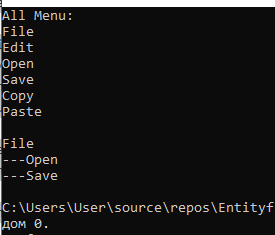 All Menu:
File
Edit
Open
Save
Copy
Paste
File
---Open
---Save
C:\Users\User\source\repos\Entityf
дом 0.